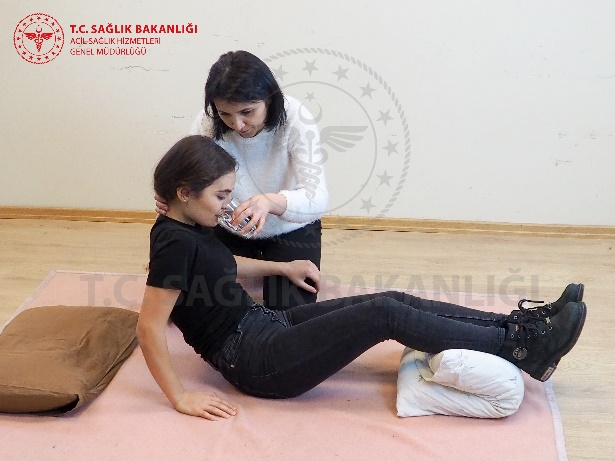 T.C. SAĞLIK BAKANLIĞI
ACİL SAĞLIK HİZMETLERİ
GENEL MÜDÜRLÜĞÜ
T.C. SAĞLIK BAKANLIĞI